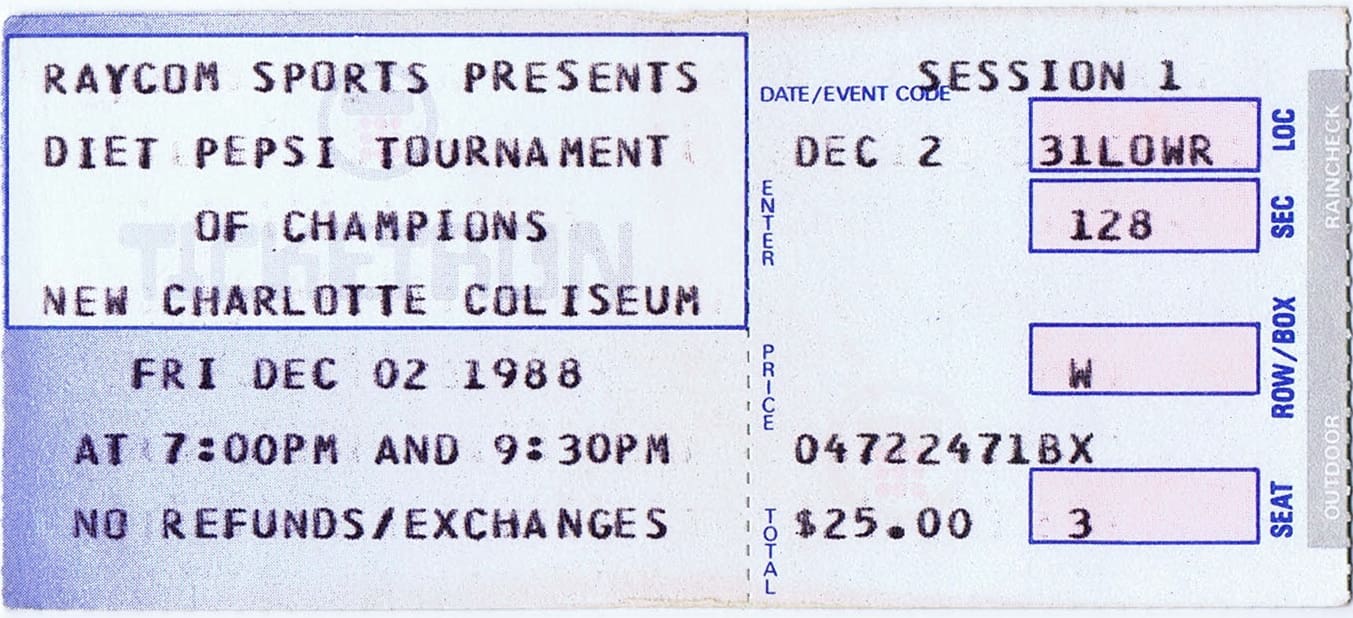 RAYCOM SPORTS PRESENTS
DIET PEPSI TOURNAMENT
OF CHAMPIONS
NEW CHARLOTTE COLISEUM
FRI DEC 02 1988
AT 7:00PM AND 9:30PM
NO REFUNDS/EXCHANGES
TICKETRON
SESSION 1
DATE/EVENT CODE
DEC 2
31LOWR
LOC
ENTER
128
SEC
PRICE
W
ROW/BOX
04722471BX
TOTAL
$25.00
3
SEAT
RAINCHECK
OUTDOOR